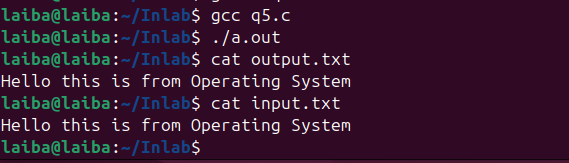 laiba@laiba:~/Inlab$ gcc q5.c
laiba@laiba:~/Inlab$ ./a.out
laiba@laiba:~/Inlab$ cat output.txt
Hello this is from Operating System
laiba@laiba:~/Inlab$ cat input.txt
Hello this is from Operating System
laiba@laiba:~/Inlab$